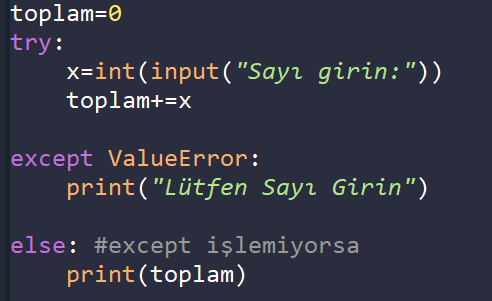 toplam=0
try:
    x=int(input("Sayı girin:"))
    toplam+=x
except ValueError:
    print("Lütfen Sayı Girin")
else: #except işlemiyorsa
    print(toplam)